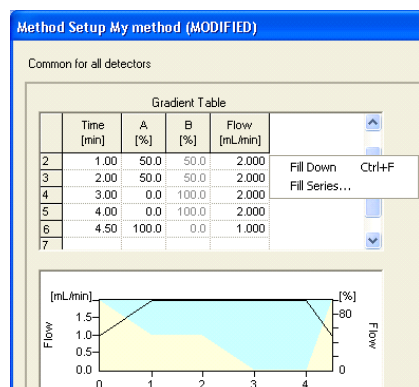 Method Setup My method (MODIFIED)
Common for all detectors
Gradient Table
Time [min] A [%] B [%] Flow [mL/min]
2 1.00 50.0 50.0 2.000
3 2.00 50.0 50.0 2.000
4 3.00 0.0 100.0 2.000
5 4.00 0.0 100.0 2.000
6 4.50 100.0 0.0 1.000
7
Fill Down Ctrl+F
Fill Series...
[mL/min] [%]
1.5
1.0
0.5
0.0
Flow
80
0
Flow
0 1 2 3 4